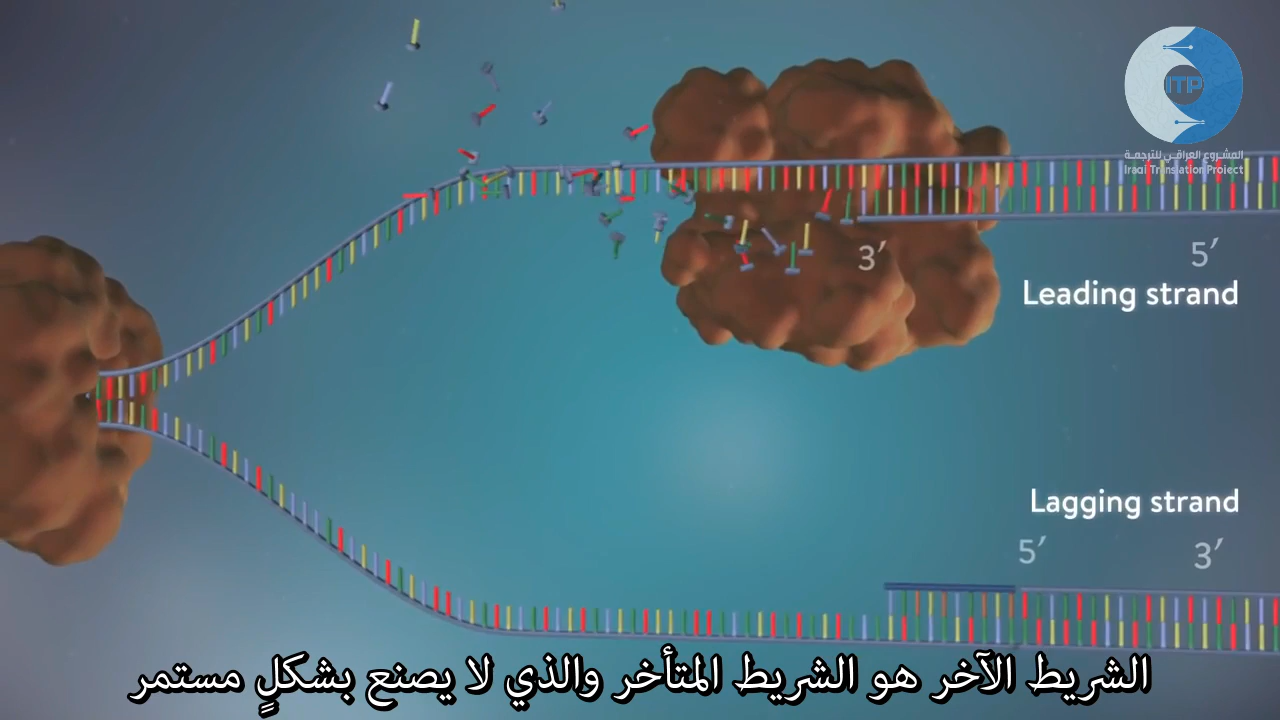 ITP
المشروع العراقي للترجمة
Iraqi Translation Project
3′
5′
Leading strand
Lagging strand
5′
3′
الشريط الآخر هو الشريط المتأخر والذي لا يصنع بشكلٍ مستمر